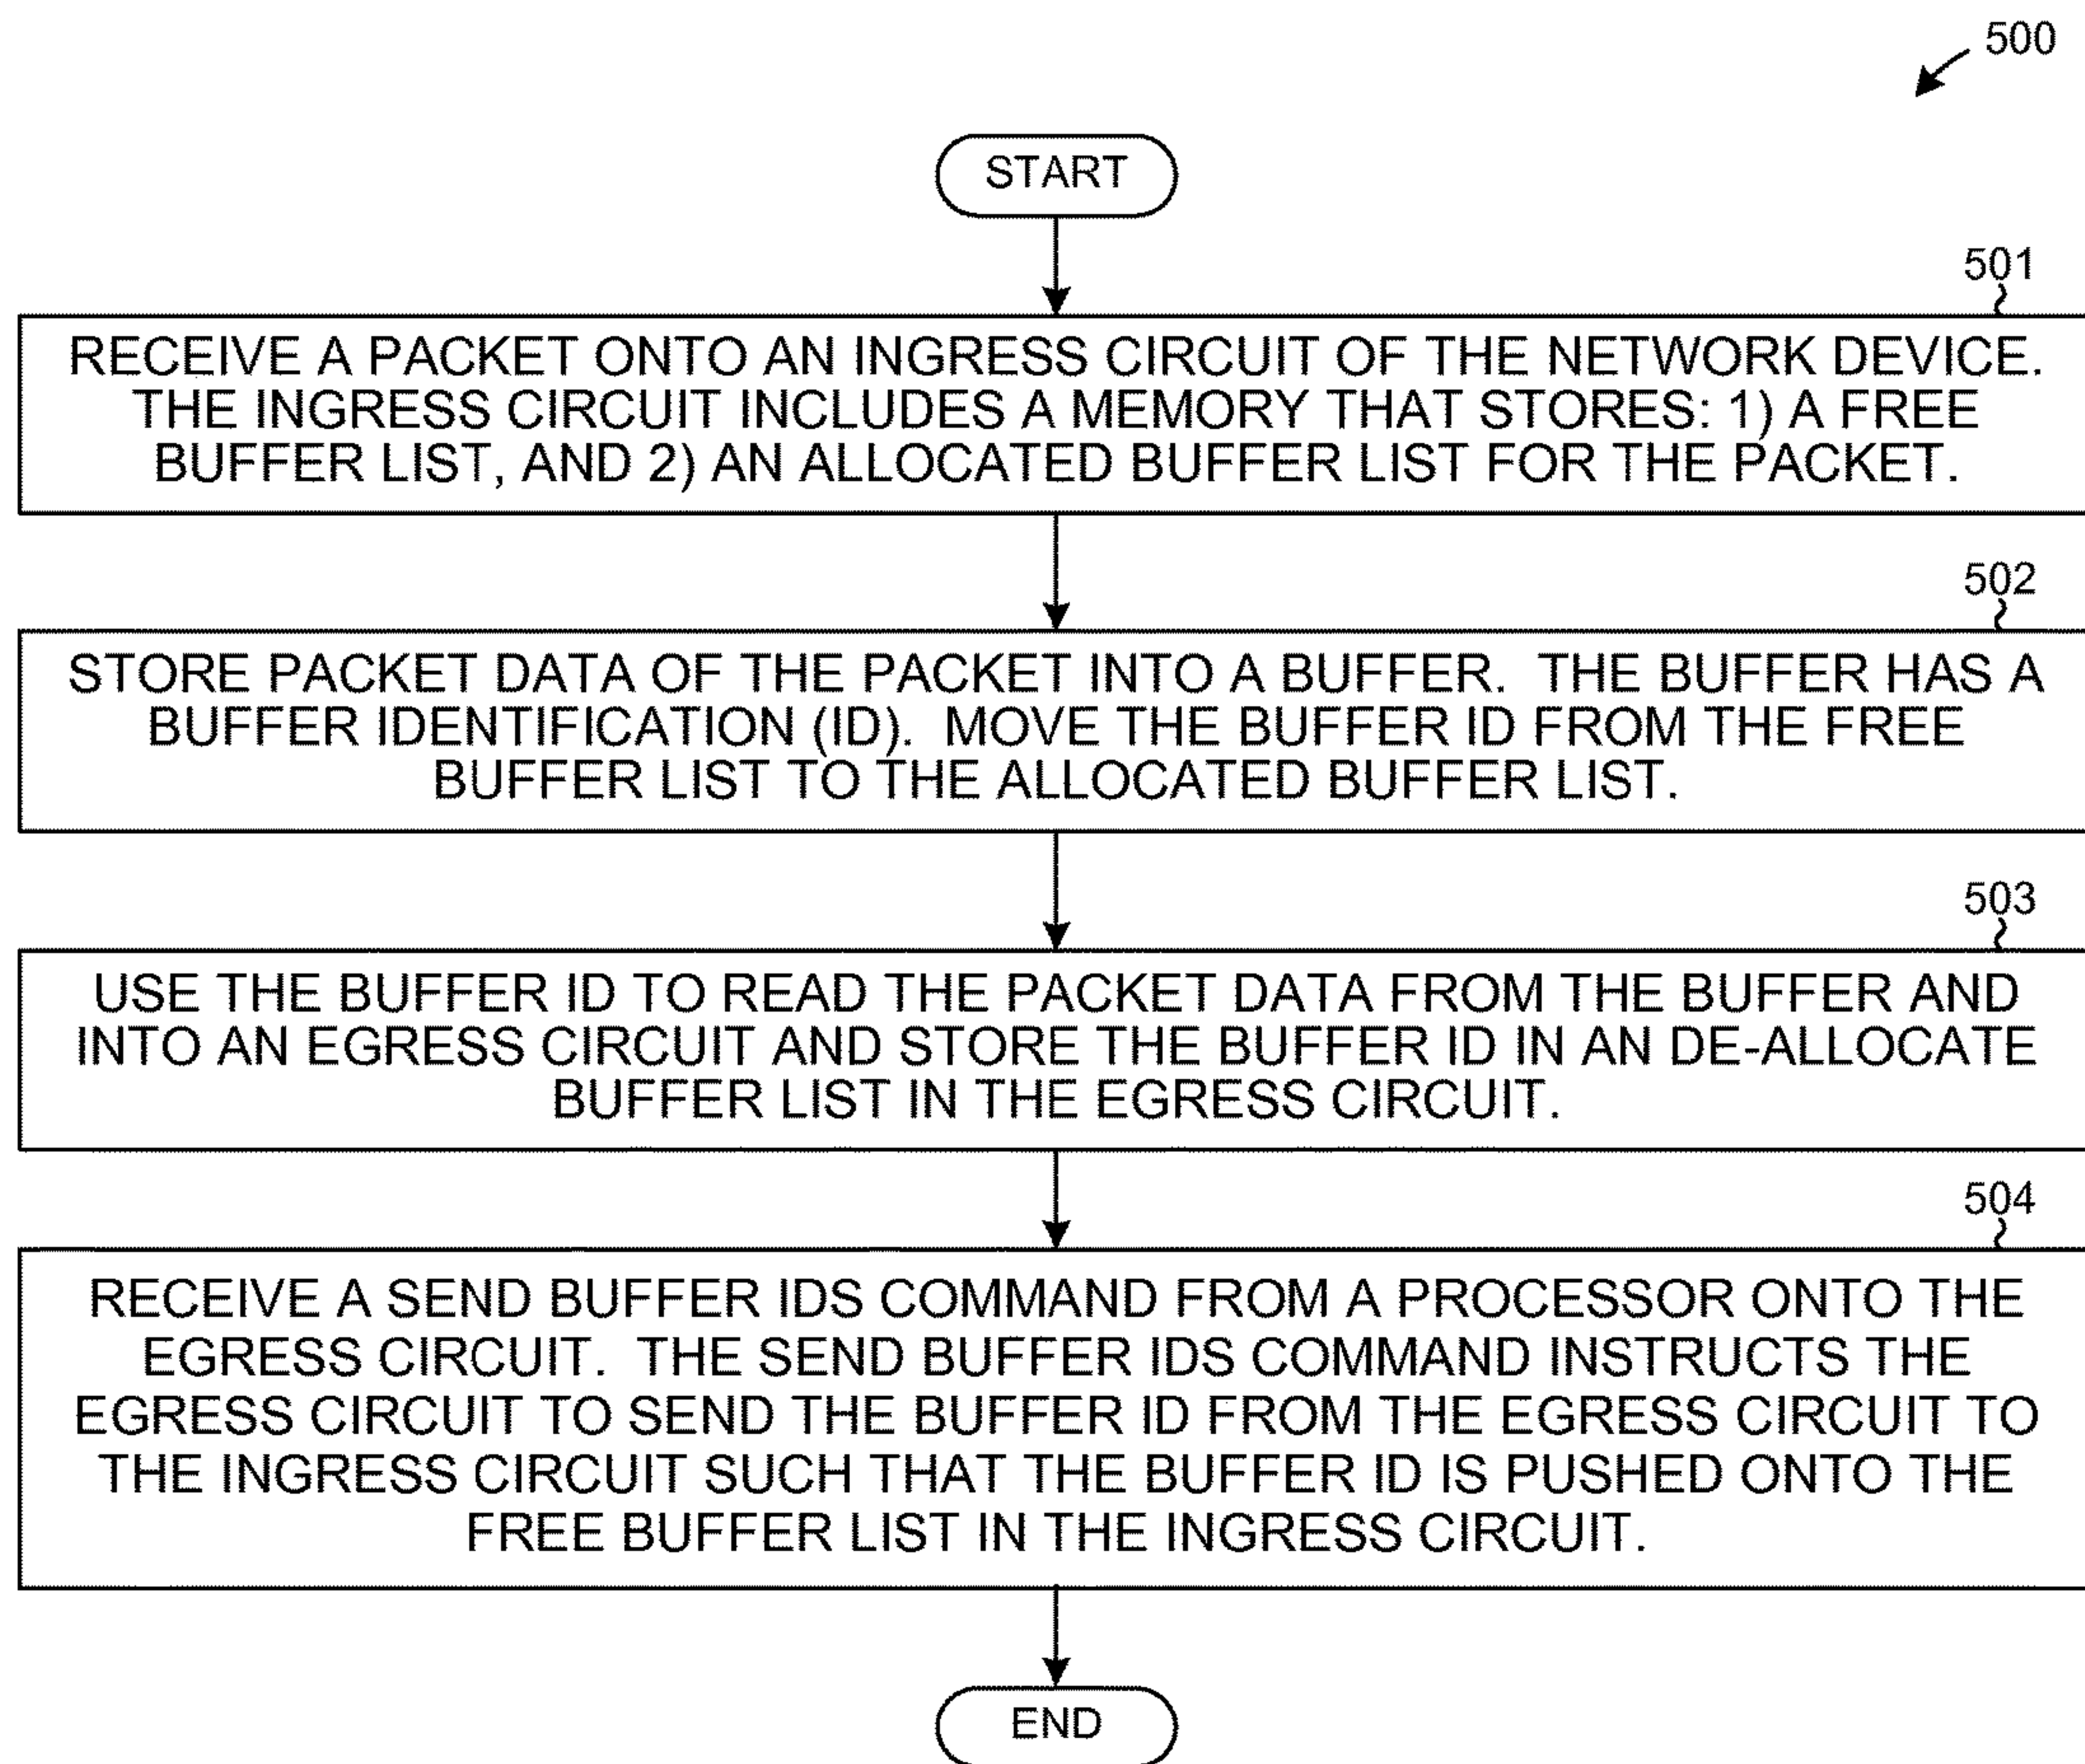 500
START
501
RECEIVE A PACKET ONTO AN INGRESS CIRCUIT OF THE NETWORK DEVICE.
THE INGRESS CIRCUIT INCLUDES A MEMORY THAT STORES: 1) A FREE
BUFFER LIST, AND 2) AN ALLOCATED BUFFER LIST FOR THE PACKET.
502
STORE PACKET DATA OF THE PACKET INTO A BUFFER.  THE BUFFER HAS A
BUFFER IDENTIFICATION (ID).  MOVE THE BUFFER ID FROM THE FREE
BUFFER LIST TO THE ALLOCATED BUFFER LIST.
503
USE THE BUFFER ID TO READ THE PACKET DATA FROM THE BUFFER AND
INTO AN EGRESS CIRCUIT AND STORE THE BUFFER ID IN AN DE-ALLOCATE
BUFFER LIST IN THE EGRESS CIRCUIT.
504
RECEIVE A SEND BUFFER IDS COMMAND FROM A PROCESSOR ONTO THE
EGRESS CIRCUIT.  THE SEND BUFFER IDS COMMAND INSTRUCTS THE
EGRESS CIRCUIT TO SEND THE BUFFER ID FROM THE EGRESS CIRCUIT TO
THE INGRESS CIRCUIT SUCH THAT THE BUFFER ID IS PUSHED ONTO THE
FREE BUFFER LIST IN THE INGRESS CIRCUIT.
END